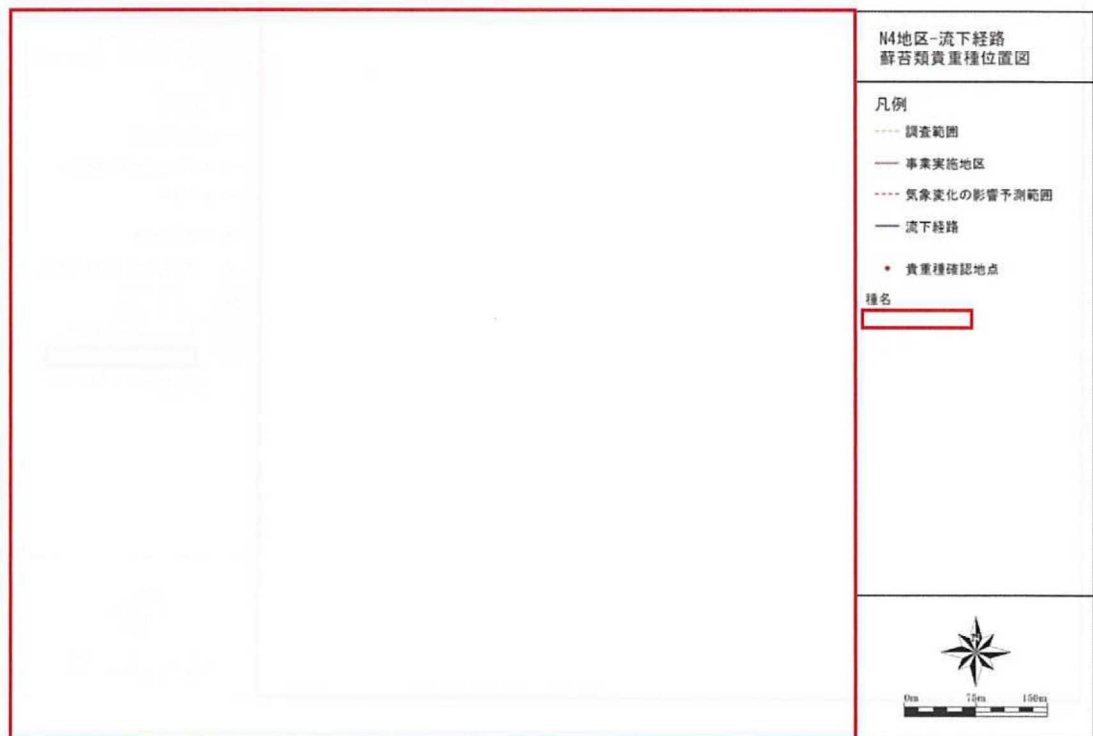 N4地区-流下経路
蘚苔類貴重種位置図
凡例
調査範囲
事業実施地区
気象変化の影響予測範囲
流下経路
貴重種確認地点
種名
N
0m 75m 150m